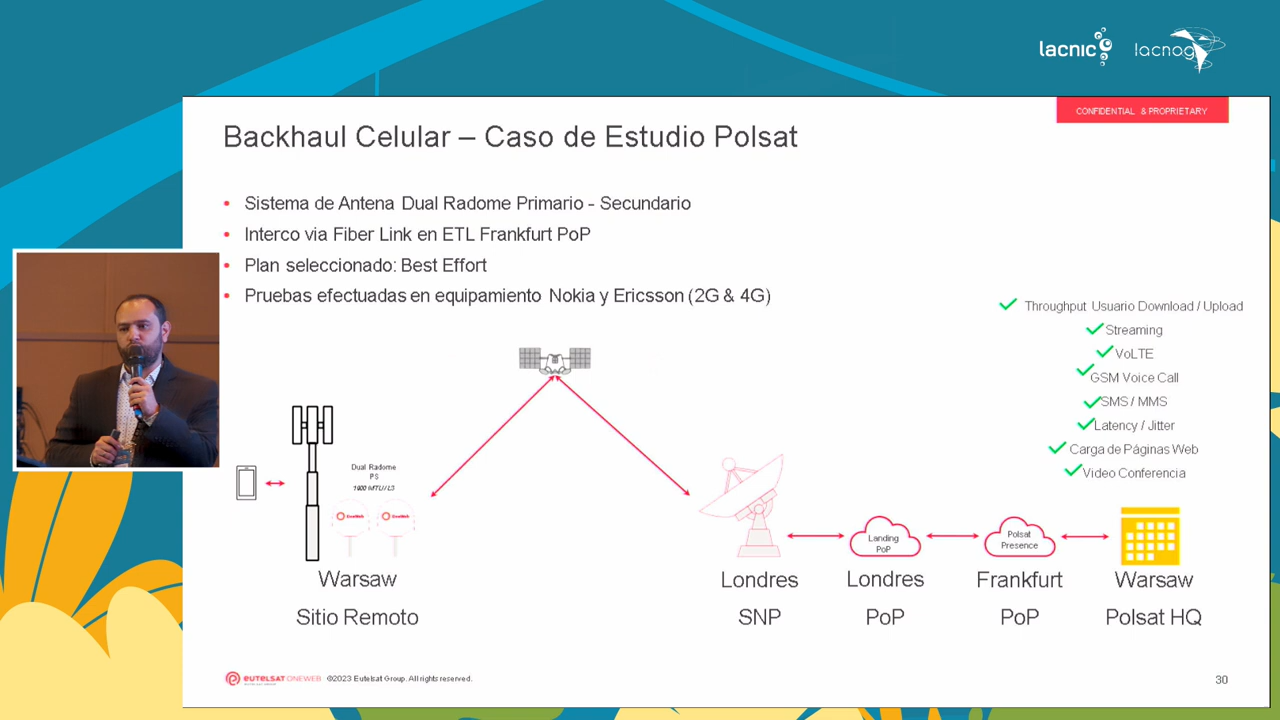 lacnic
lacnog
CONFIDENTIAL & PROPRIETARY
Backhaul Celular – Caso de Estudio Polsat
• Sistema de Antena Dual Radome Primario - Secundario
• Interco via Fiber Link en ETL Frankfurt PoP
• Plan seleccionado: Best Effort
• Pruebas efectuadas en equipamiento Nokia y Ericsson (2G & 4G)
Throughput Usuario Download / Upload
Streaming
VoLTE
GSM Voice Call
SMS / MMS
Latency / Jitter
Carga de Páginas Web
Video Conferencia
Dual Radome
PS
OneWeb
OneWeb
Landing
PoP
Polsat
Presence
Warsaw
Sitio Remoto
Londres
SNP
Londres
PoP
Frankfurt
PoP
Warsaw
Polsat HQ
eutelsat ONEWEB ©2023 Eutelsat Group. All rights reserved.
30